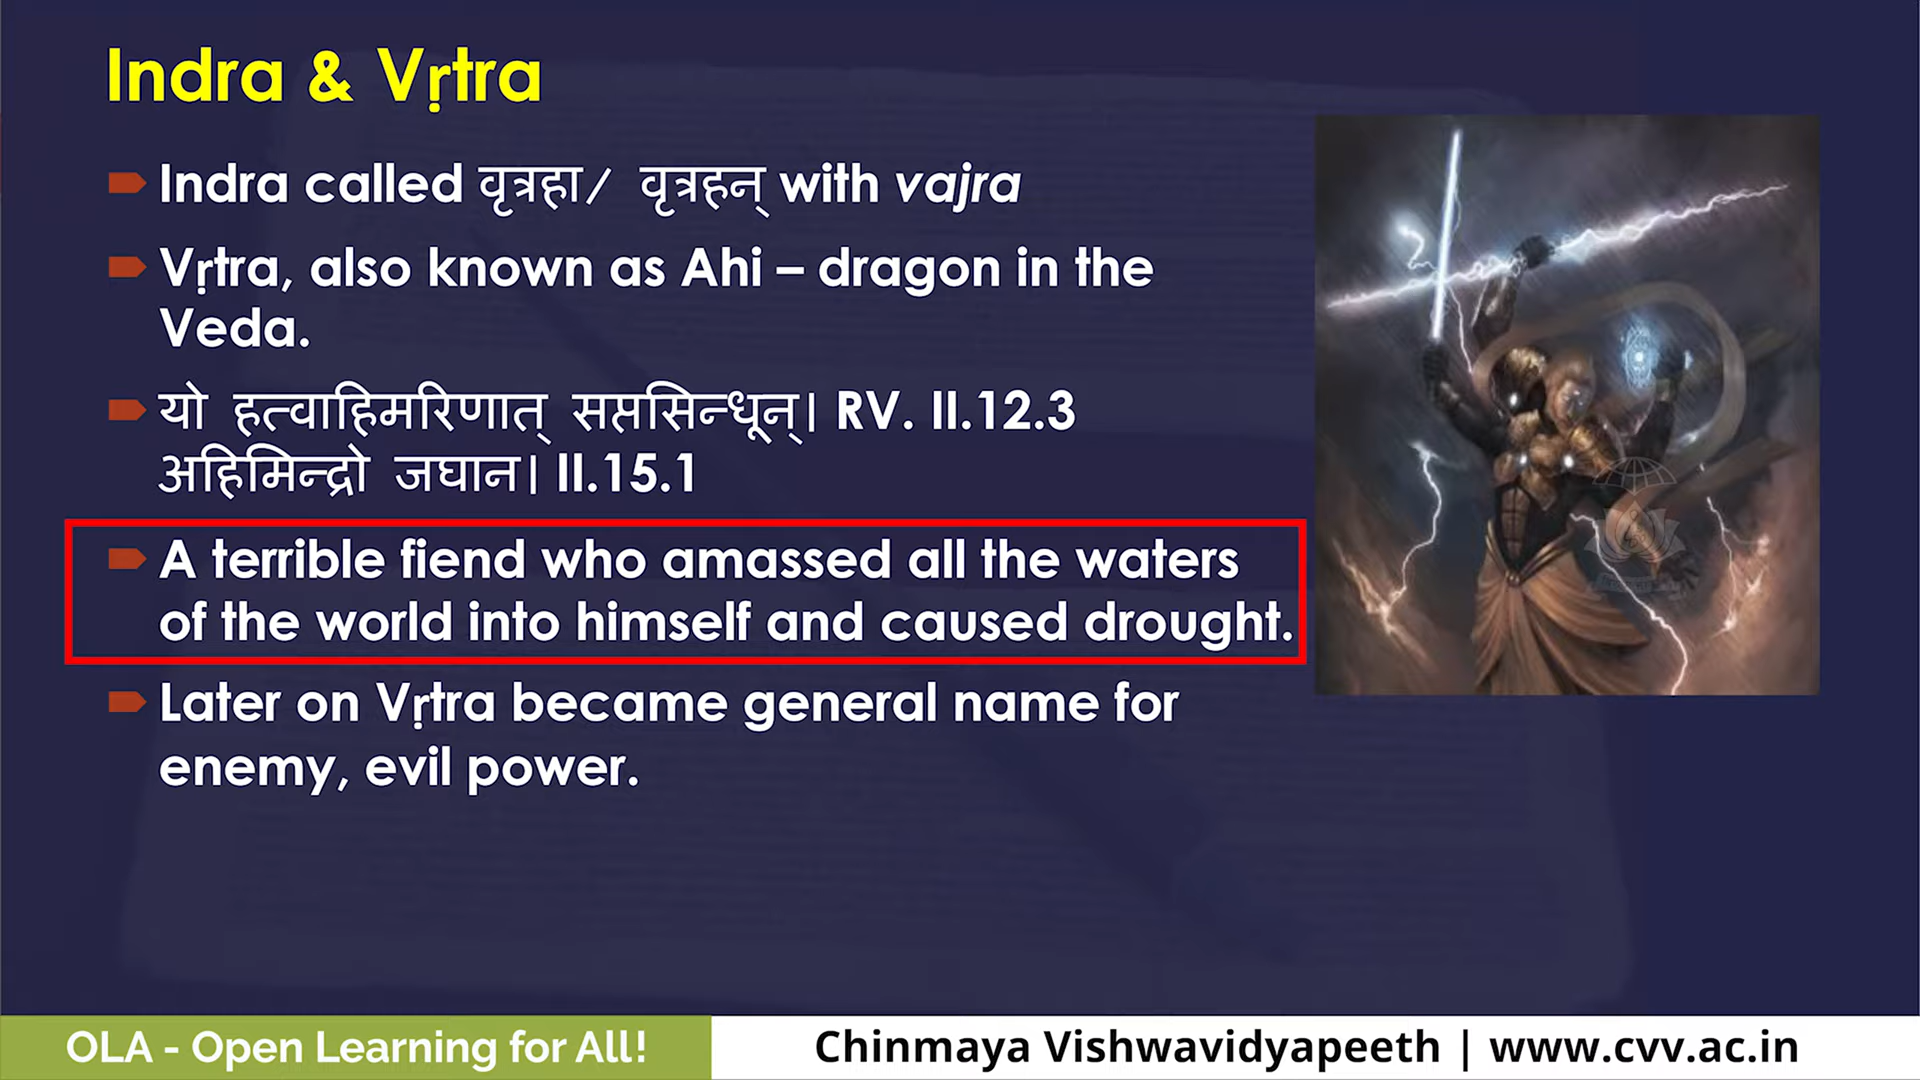 Indra & Vṛtra
Indra called वृत्रहा/ वृत्रहन् with vajra
Vṛtra, also known as Ahi – dragon in the
Veda.
यो हत्वाहिमरिणात् सप्तसिन्धून्। RV. II.12.3
अहिमिन्द्रो जघान। II.15.1
A terrible fiend who amassed all the waters
of the world into himself and caused drought.
Later on Vṛtra became general name for
enemy, evil power.
OLA - Open Learning for All!
Chinmaya Vishwavidyapeeth | www.cvv.ac.in